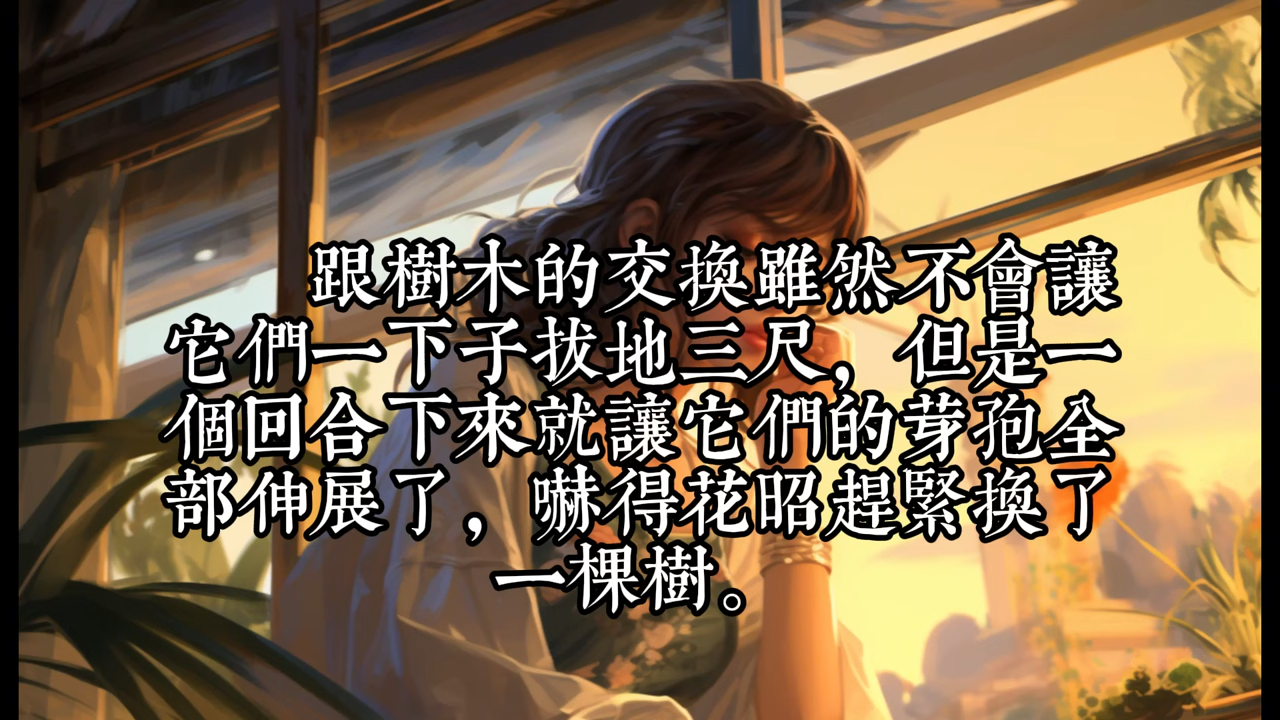 跟樹木的交換雖然不會讓
它們一下子拔地三尺，但是一
個回合下來就讓它們的芽孢全
部伸展了，嚇得花昭趕緊換了
一棵樹。